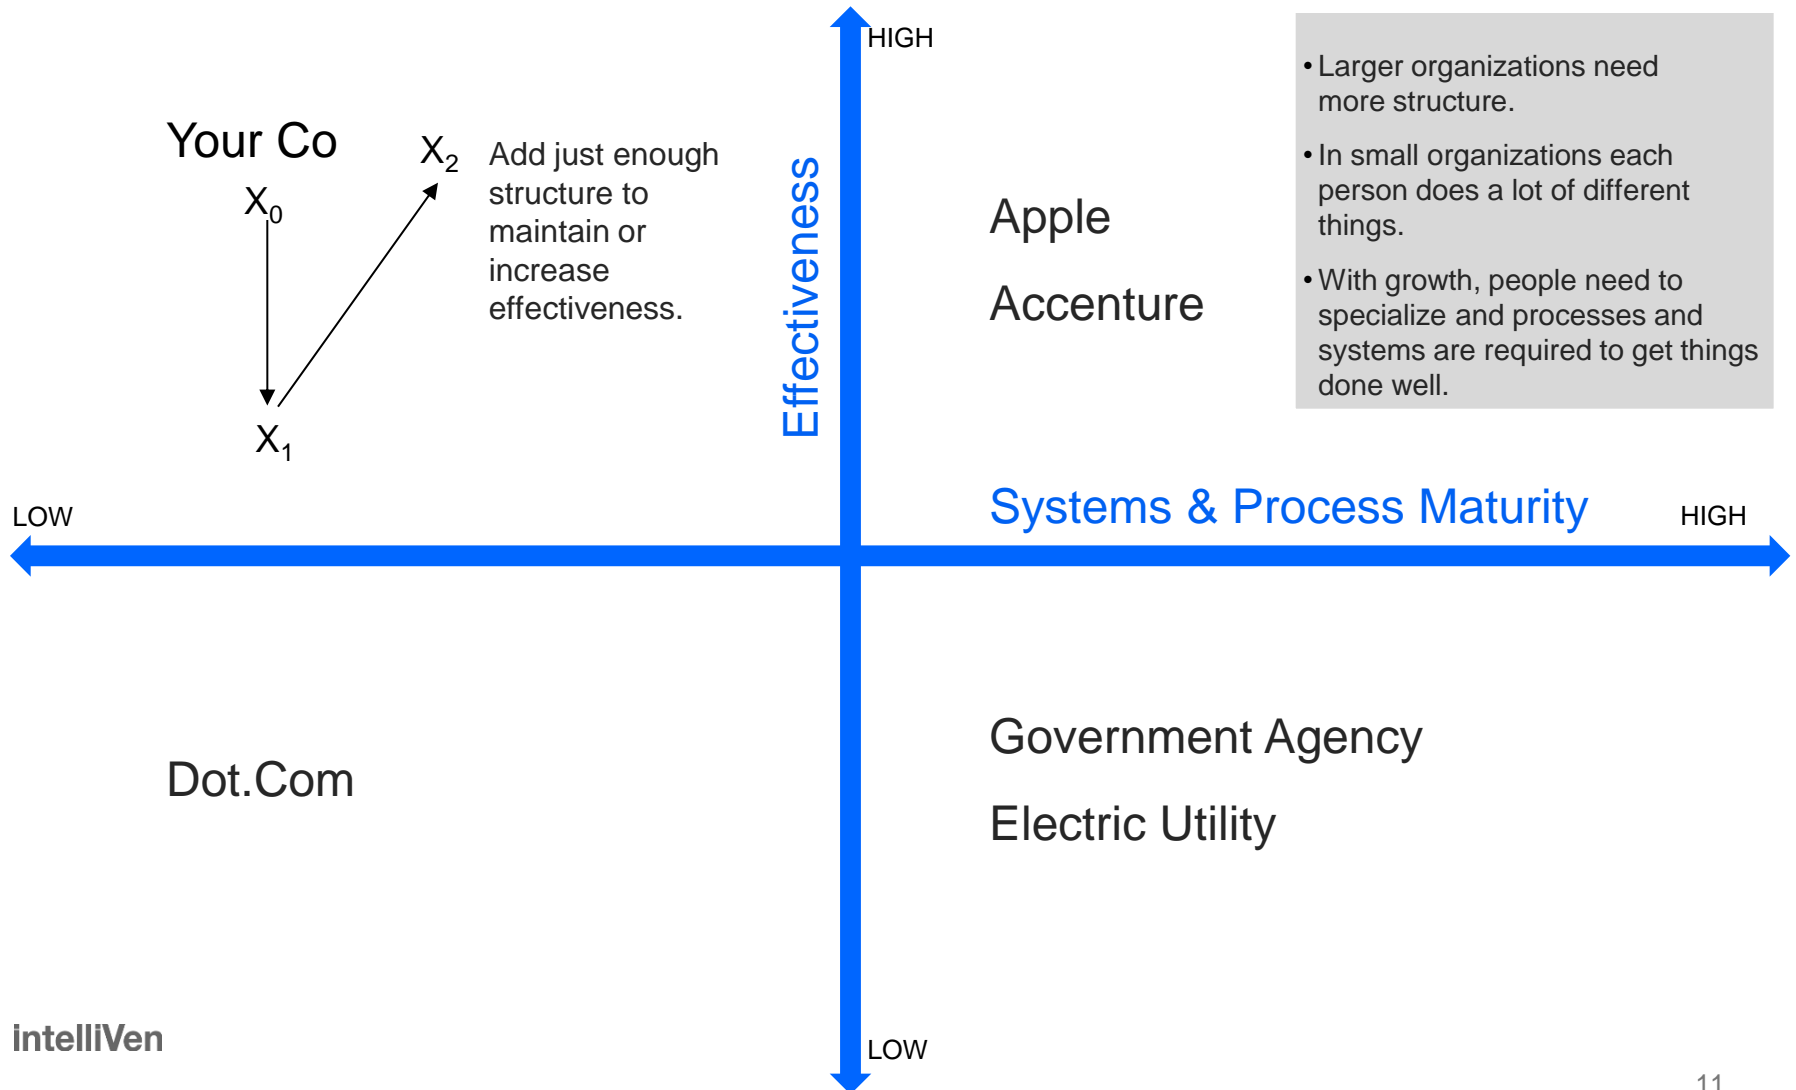 HIGH
Your Co
X₀
X₁
X₂
Add just enough
structure to
maintain or
increase
effectiveness.
Effectiveness
Apple
Accenture
• Larger organizations need
more structure.
• In small organizations each
person does a lot of different
things.
• With growth, people need to
specialize and processes and
systems are required to get things
done well.
LOW
Systems & Process Maturity
HIGH
Dot.Com
Government Agency
Electric Utility
intelliVen
LOW
11